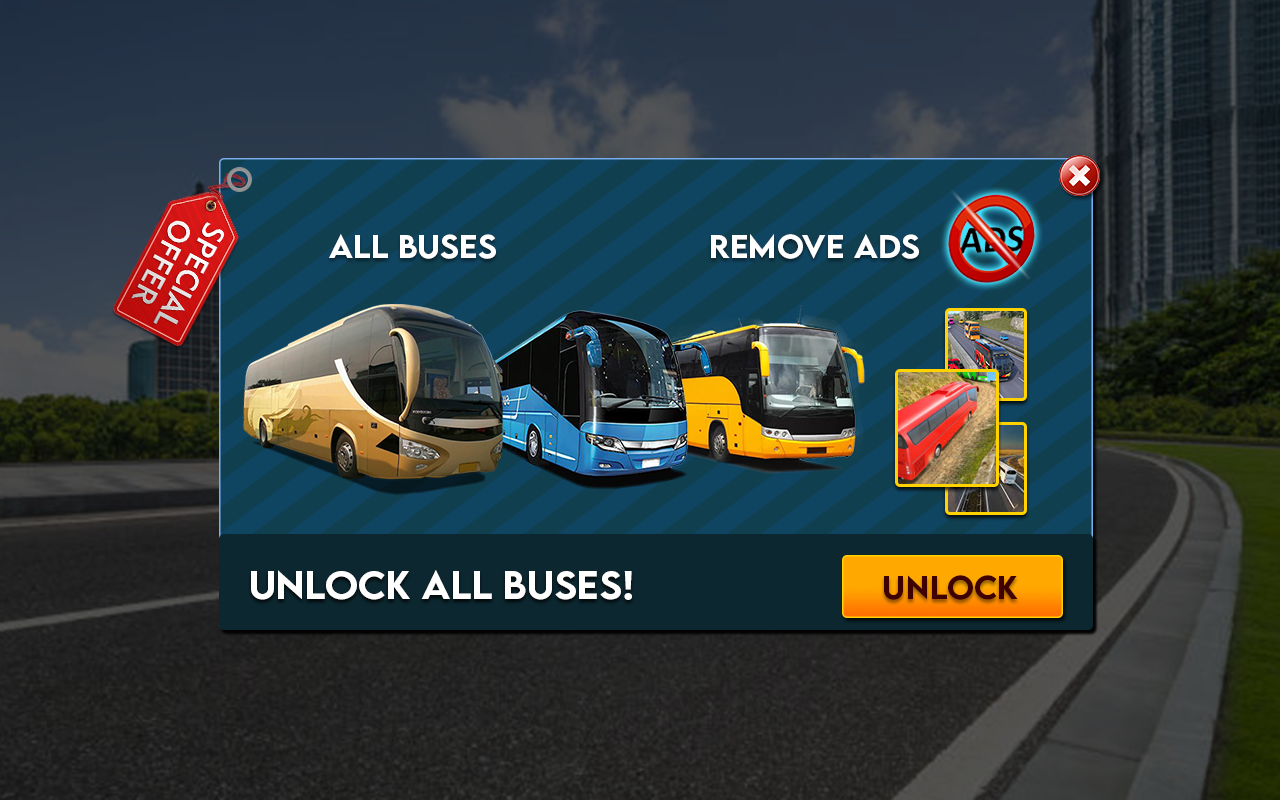 SPECIAL
OFFER
ALL BUSES
REMOVE ADS
ADS
UNLOCK ALL BUSES!
UNLOCK